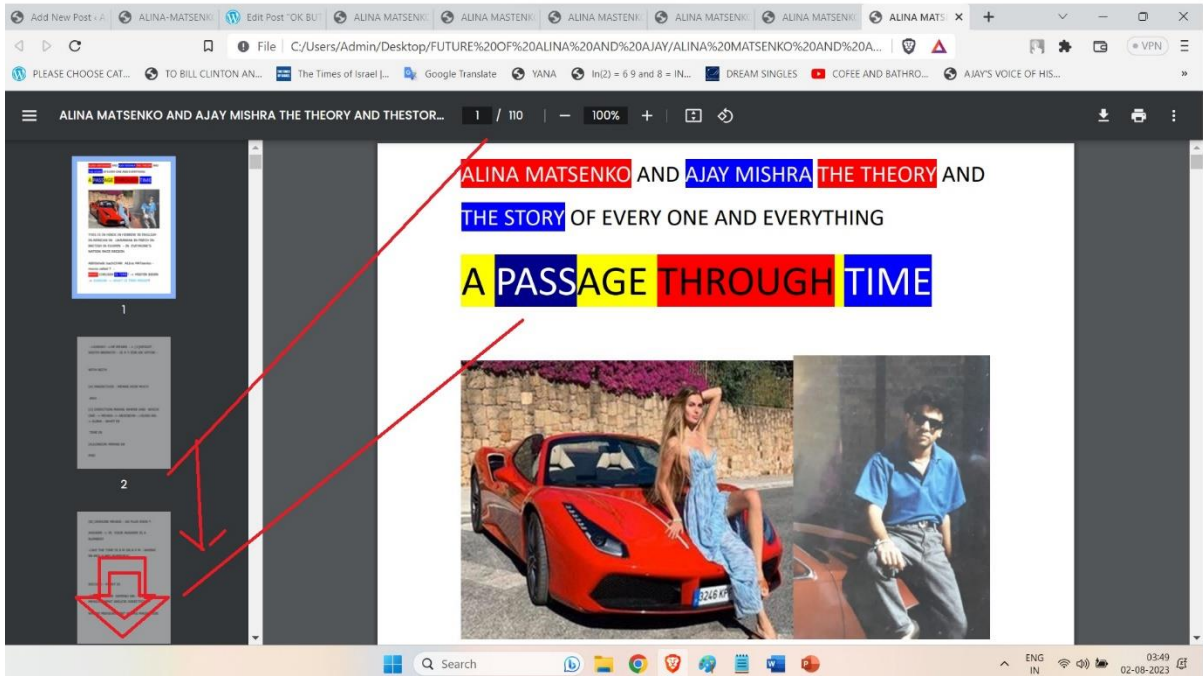 Add New Post ‹ A
ALINA-MATSENK
Edit Post "OK BUT
ALINA MATSENKO
ALINA MASTENK
ALINA MASTENK
ALINA MATSENK
ALINA MATSENK
ALINA MATS
File C:/Users/Admin/Desktop/FUTURE%20OF%20ALINA%20AND%20AJAY/ALINA%20MATSENKO%20AND%20A... VPN
PLEASE CHOOSE CAT... TO BILL CLINTON AN... The Times of Israel |... Google Translate YANA In(2) = 6 9 and 8 = IN... DREAM SINGLES COFEE AND BATHRO... AJAY'S VOICE OF HIS... »
ALINA MATSENKO AND AJAY MISHRA THE THEORY AND THESTOR... 1 / 110 100%
ALINA MATSENKO AND AJAY MISHRA THE THEORY AND
THE STORY OF EVERY ONE AND EVERYTHING
A PASSAGE THROUGH TIME
1
2
Search
ENG
IN
03:49
02-08-2023